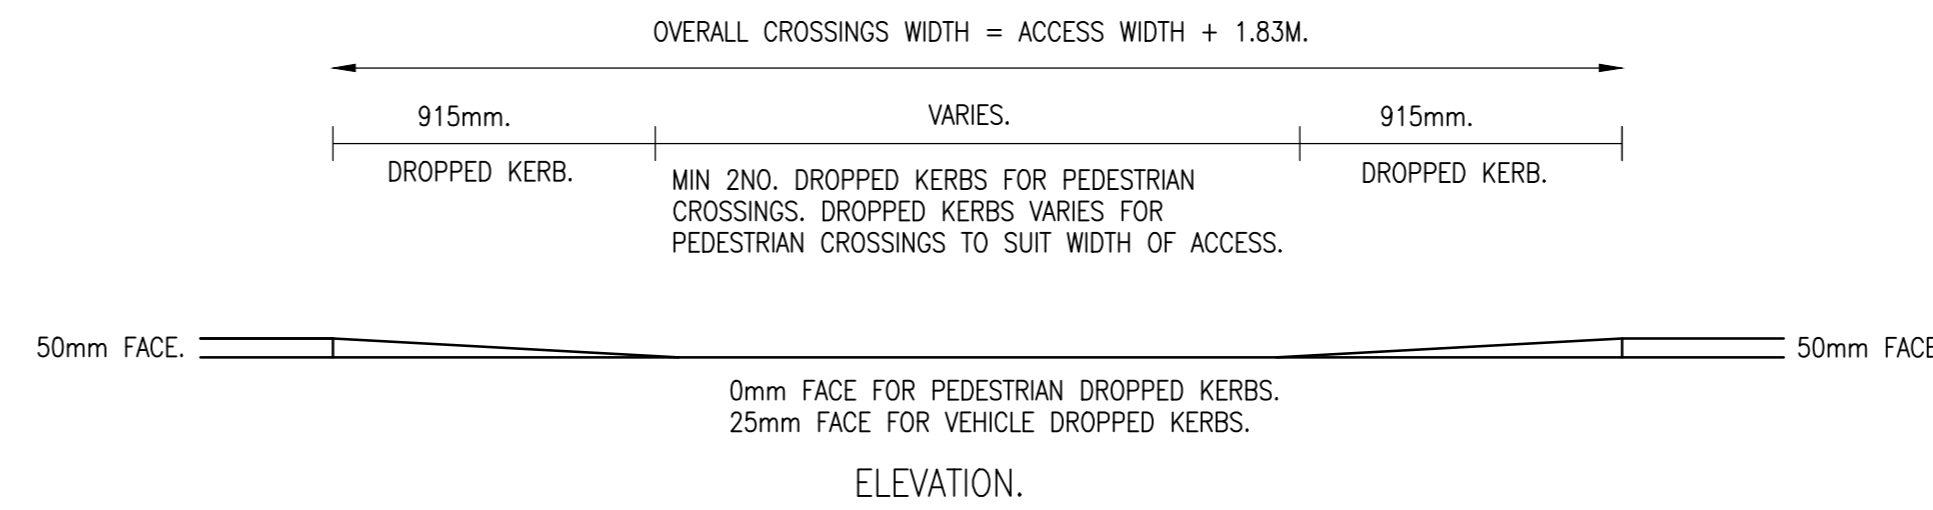 OVERALL CROSSINGS WIDTH = ACCESS WIDTH + 1.83M.
915mm.
VARIES.
915mm.
DROPPED KERB.
MIN 2NO. DROPPED KERBS FOR PEDESTRIAN
CROSSINGS. DROPPED KERBS VARIES FOR
PEDESTRIAN CROSSINGS TO SUIT WIDTH OF ACCESS.
DROPPED KERB.
50mm FACE.
50mm FACE
0mm FACE FOR PEDESTRIAN DROPPED KERBS.
25mm FACE FOR VEHICLE DROPPED KERBS.
ELEVATION.